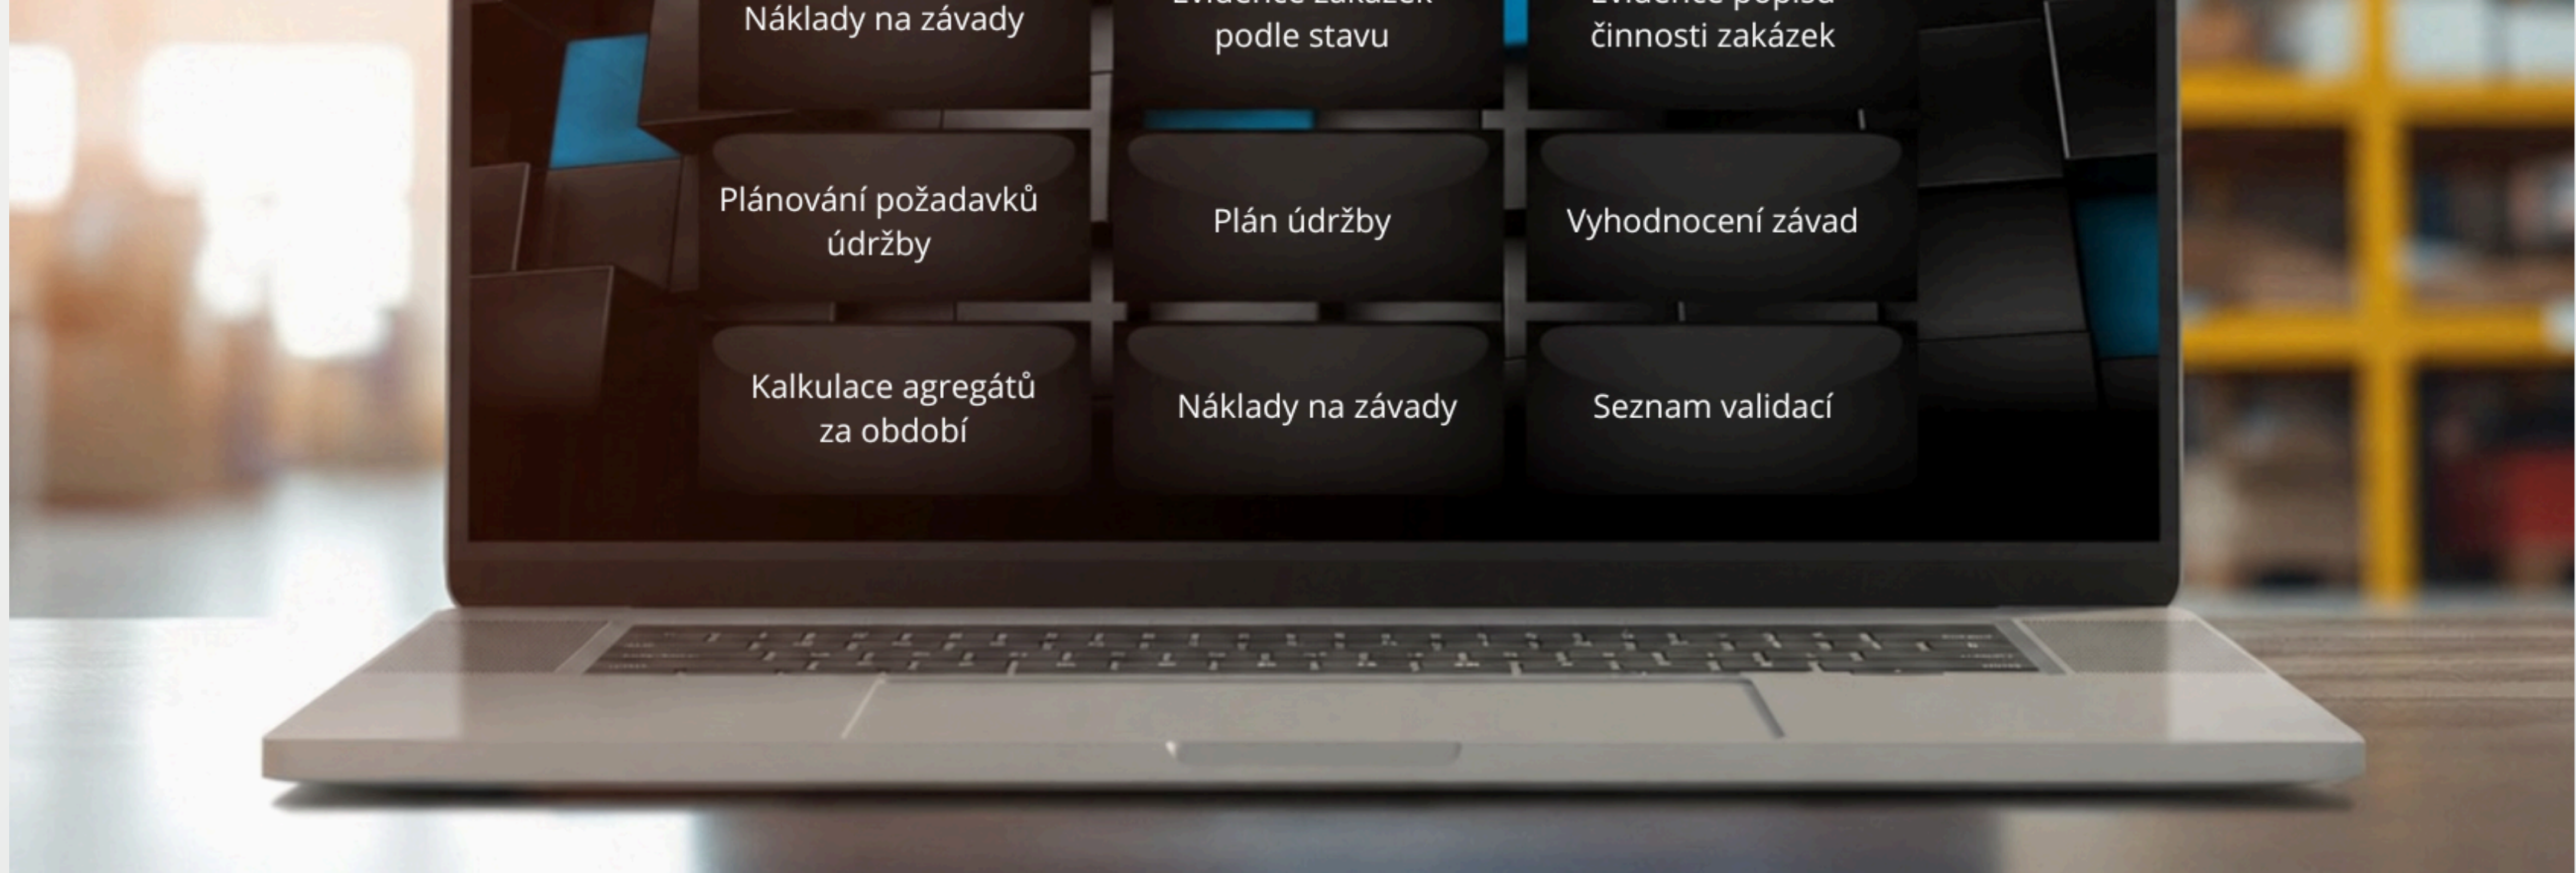 Náklady na závady
podle stavu
činnosti zakázek
Plánování požadavků
údržby
Plán údržby
Vyhodnocení závad
Kalkulace agregátů
za období
Náklady na závady
Seznam validací